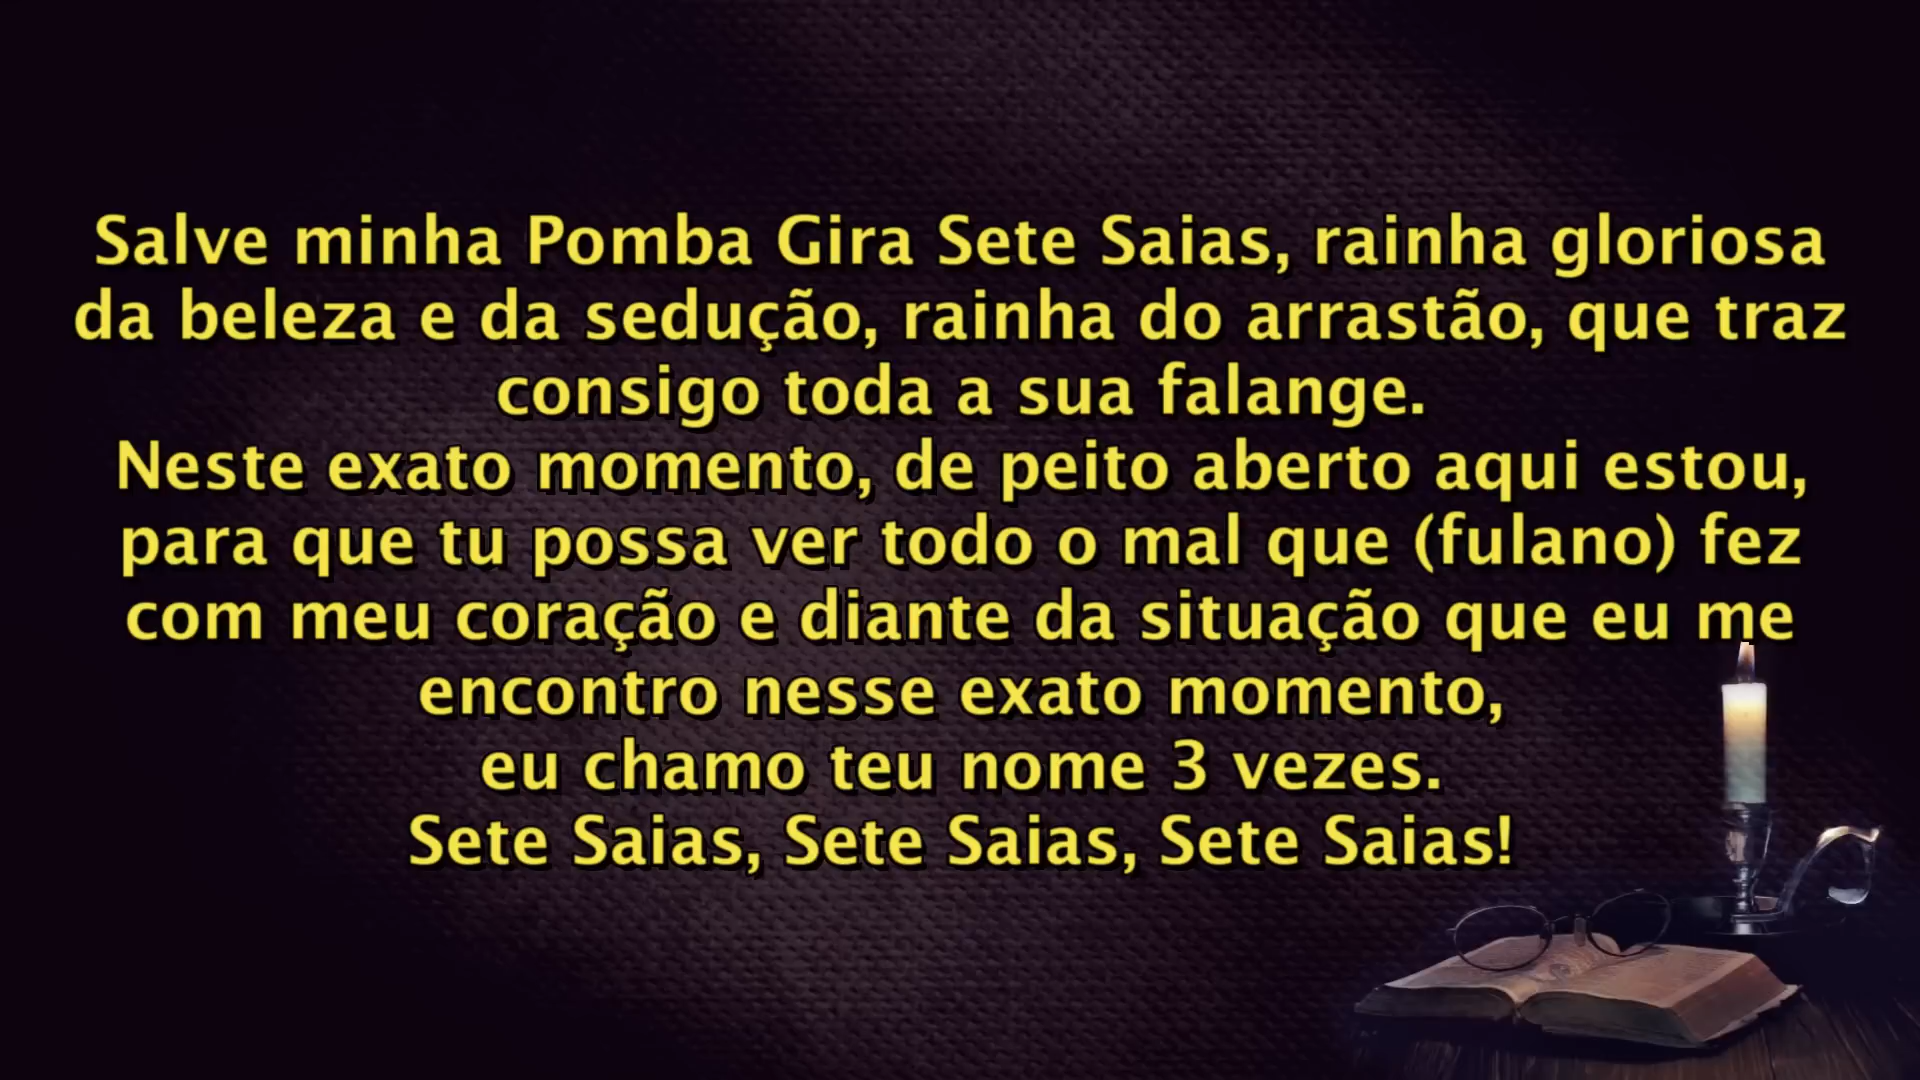 Salve minha Pomba Gira Sete Saias, rainha gloriosa
da beleza e da sedução, rainha do arrastão, que traz
consigo toda a sua falange.
Neste exato momento, de peito aberto aqui estou,
para que tu possa ver todo o mal que (fulano) fez
com meu coração e diante da situação que eu me
encontro nesse exato momento,
eu chamo teu nome 3 vezes.
Sete Saias, Sete Saias, Sete Saias!